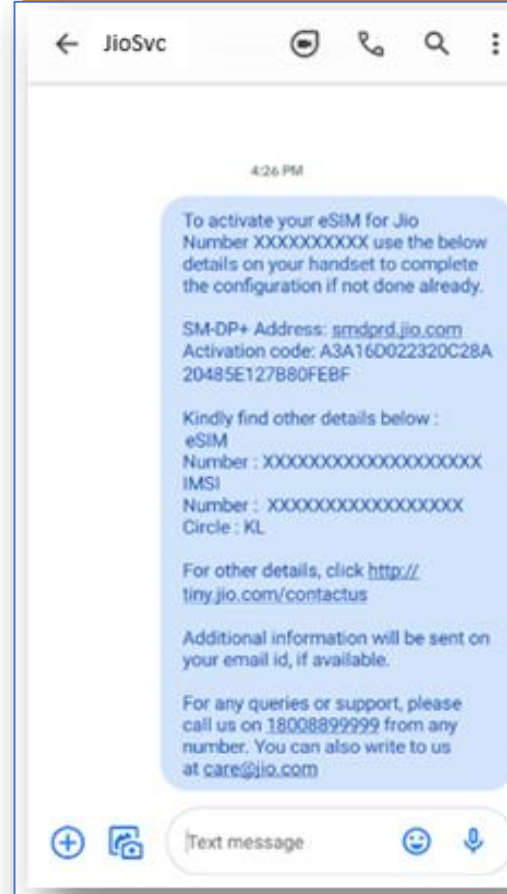 JioSvc
4:26 PM
To activate your eSIM for Jio
Number XXXXXXXXXX use the below
details on your handset to complete
the configuration if not done already.
SM-DP+ Address: smdprd.jio.com
Activation code: A3A16D022320C28A
20485E127B80FEBF
Kindly find other details below :
eSIM
Number : XXXXXXXXXXXXXXXXXXX
IMSI
Number : XXXXXXXXXXXXXXXXXX
Circle : KL
For other details, click http://
tiny.jio.com/contactus
Additional information will be sent on
your email id, if available.
For any queries or support, please
call us on 18008899999 from any
number. You can also write to us
at care@jio.com
Text message